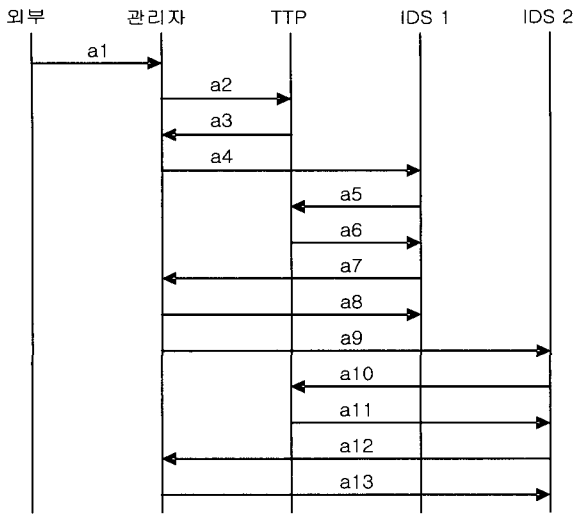 외부 관리자 TTP IDS 1 IDS 2
a1
a2
a3
a4
a5
a6
a7
a8
a9
a10
a11
a12
a13